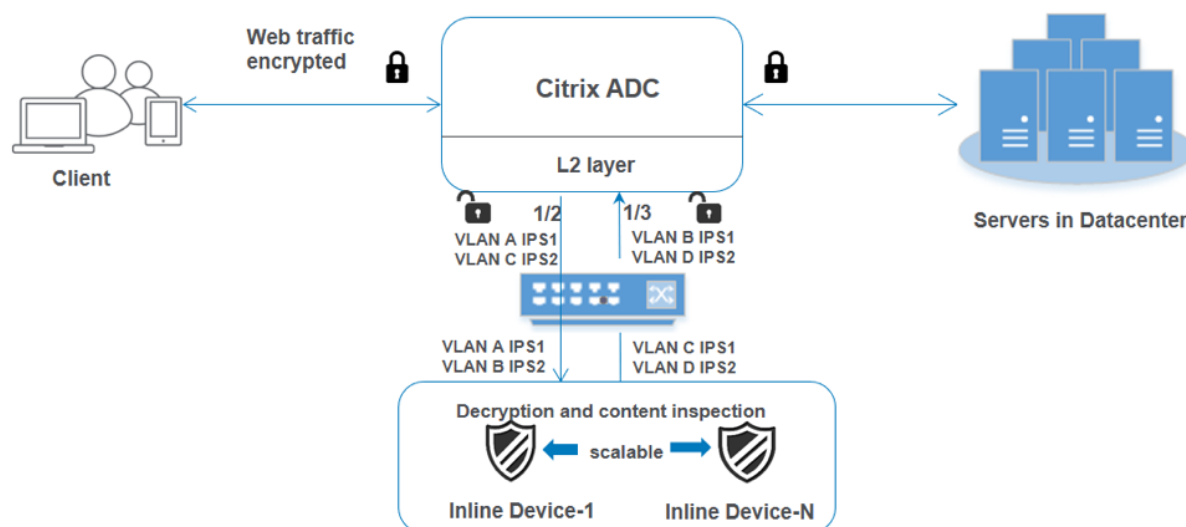 Web traffic
encrypted
Citrix ADC
L2 layer
Client
Servers in Datacenter
1/2
1/3
VLAN A IPS1
VLAN C IPS2
VLAN B IPS1
VLAN D IPS2
VLAN A IPS1
VLAN B IPS2
VLAN C IPS1
VLAN D IPS2
Decryption and content inspection
scalable
Inline Device-1
Inline Device-N